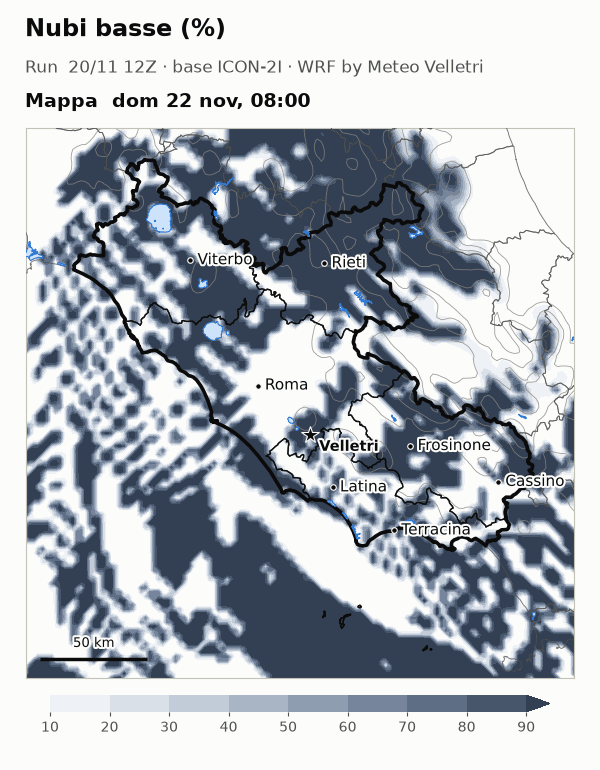 Nubi basse (%)
Run 20/11 12Z · base ICON-2I · WRF by Meteo Velletri
Mappa dom 22 nov, 08:00
Viterbo
Rieti
Roma
Velletri
Frosinone
Cassino
Latina
Terracina
50 km
10 20 30 40 50 60 70 80 90